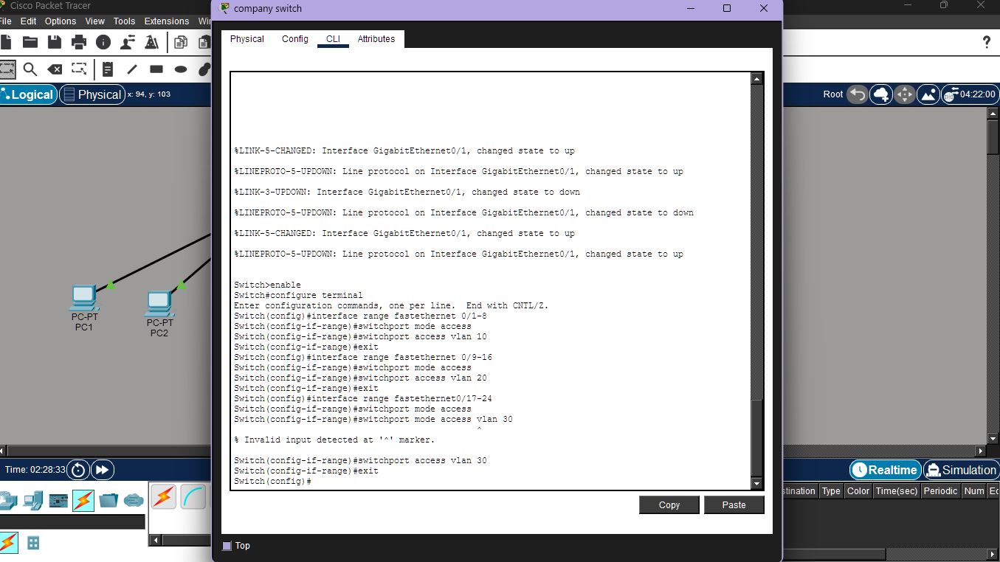 Cisco Packet Tracer
company switch
File Edit Options View Tools Extensions
Physical Config CLI Attributes
Logical Physical x: 94, y: 103
Root 04:22:00
%LINK-5-CHANGED: Interface GigabitEthernet0/1, changed state to up
%LINEPROTO-5-UPDOWN: Line protocol on Interface GigabitEthernet0/1, changed state to up
%LINK-3-UPDOWN: Interface GigabitEthernet0/1, changed state to down
%LINEPROTO-5-UPDOWN: Line protocol on Interface GigabitEthernet0/1, changed state to down
%LINK-5-CHANGED: Interface GigabitEthernet0/1, changed state to up
%LINEPROTO-5-UPDOWN: Line protocol on Interface GigabitEthernet0/1, changed state to up
Switch>enable
Switch#configure terminal
Enter configuration commands, one per line. End with CNTL/Z.
Switch(config)#interface range fastethernet 0/1-8
Switch(config-if-range)#switchport mode access
Switch(config-if-range)#switchport access vlan 10
Switch(config-if-range)#exit
Switch(config)#interface range fastethernet 0/9-16
Switch(config-if-range)#switchport mode access
Switch(config-if-range)#switchport access vlan 20
Switch(config-if-range)#exit
Switch(config)#interface range fastethernet0/17-24
Switch(config-if-range)#switchport mode access
Switch(config-if-range)#switchport mode access vlan 30
^
% Invalid input detected at '^' marker.
Switch(config-if-range)#switchport access vlan 30
Switch(config-if-range)#exit
Switch(config)#
PC-PT
PC1
PC-PT
PC2
Copy Paste
Top
Time: 02:28:33
Realtime Simulation
Type Color Time(sec) Periodic Num